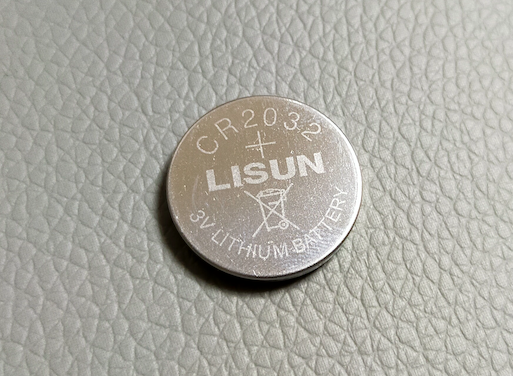 CR2032
+
LISUN
3V LITHIUM BATTERY